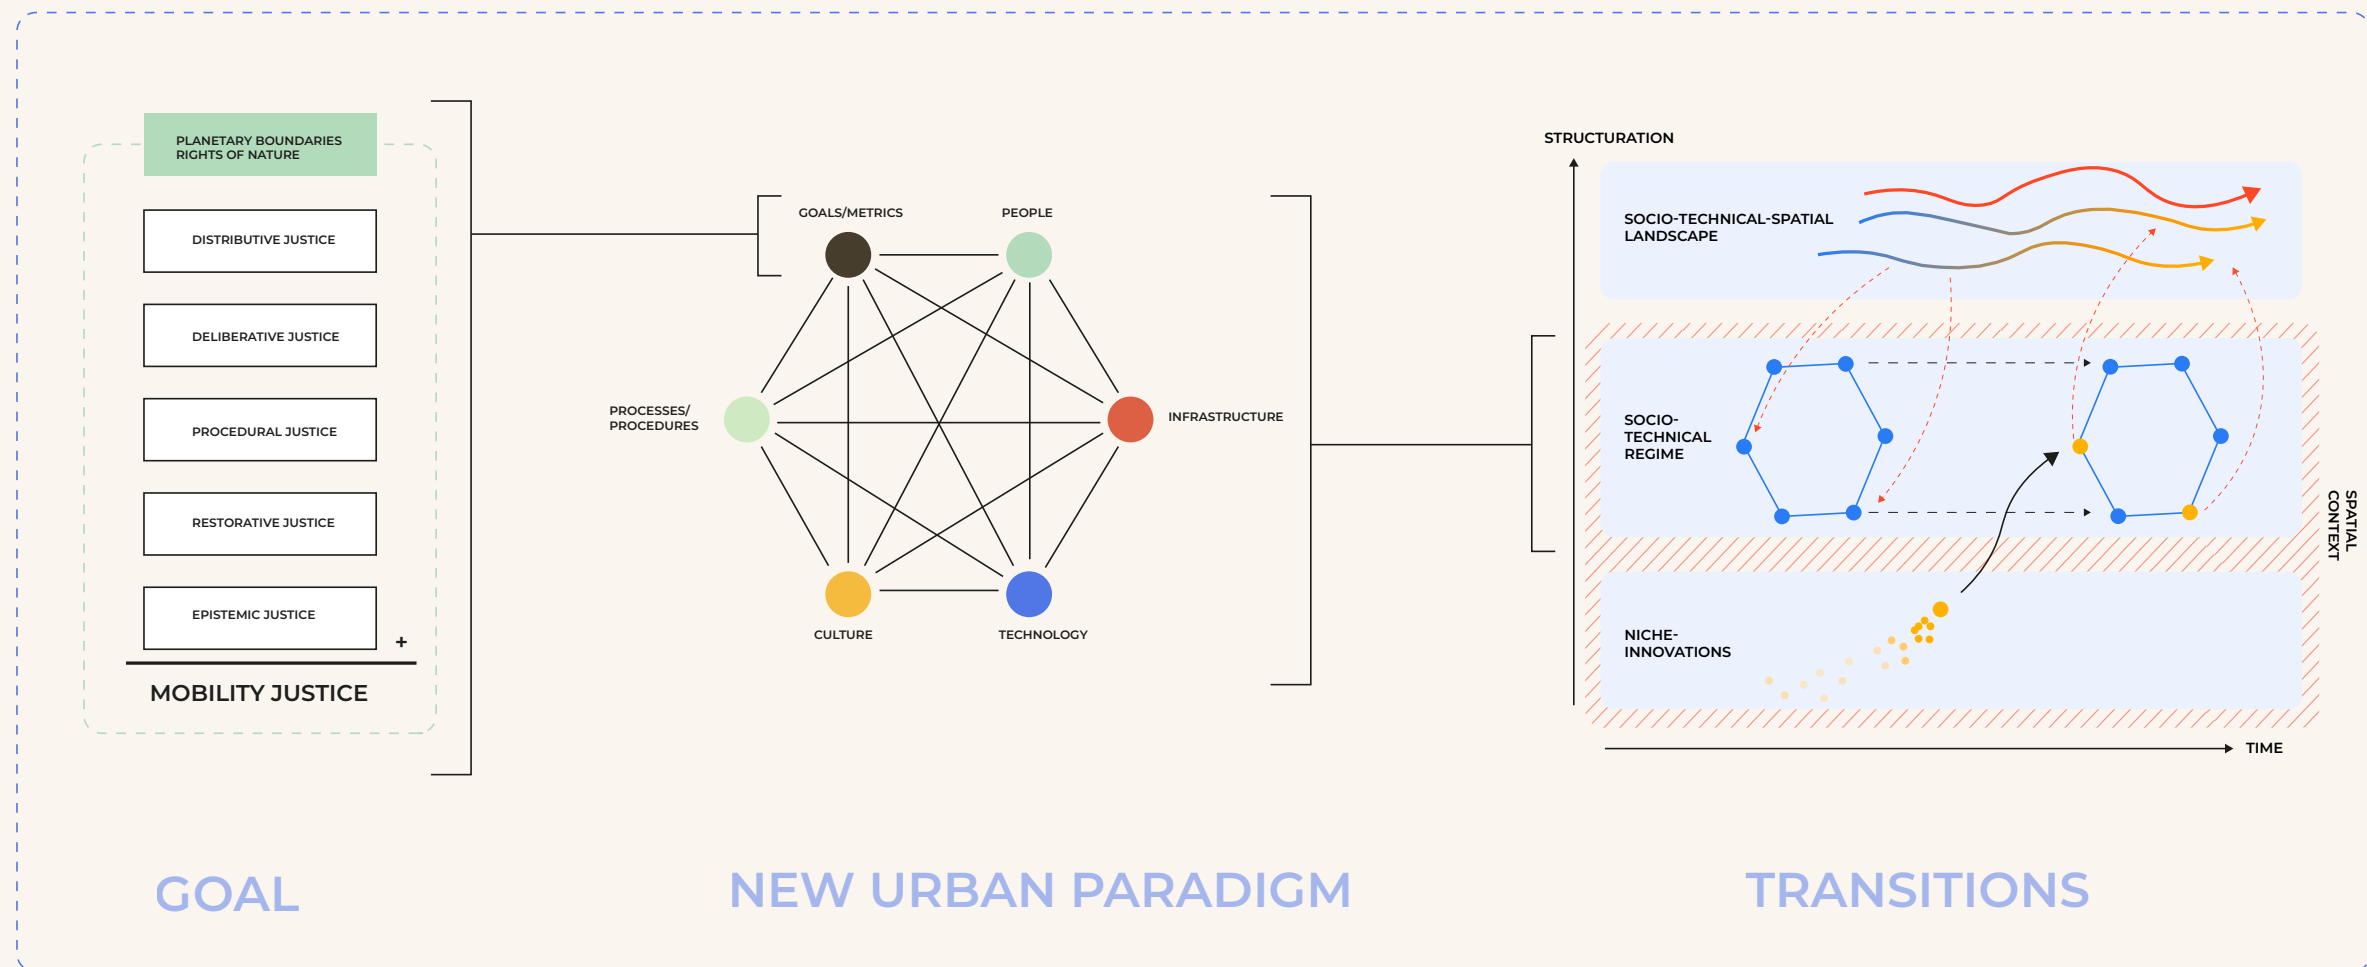 PLANETARY BOUNDARIES
RIGHTS OF NATURE
DISTRIBUTIVE JUSTICE
DELIBERATIVE JUSTICE
PROCEDURAL JUSTICE
RESTORATIVE JUSTICE
EPISTEMIC JUSTICE
+
MOBILITY JUSTICE
GOALS/METRICS
PEOPLE
PROCESSES/
PROCEDURES
INFRASTRUCTURE
CULTURE
TECHNOLOGY
STRUCTURATION
SOCIO-TECHNICAL-SPATIAL
LANDSCAPE
SOCIO-
TECHNICAL
REGIME
NICHE-
INNOVATIONS
SPATIAL
CONTEXT
TIME
GOAL
NEW URBAN PARADIGM
TRANSITIONS